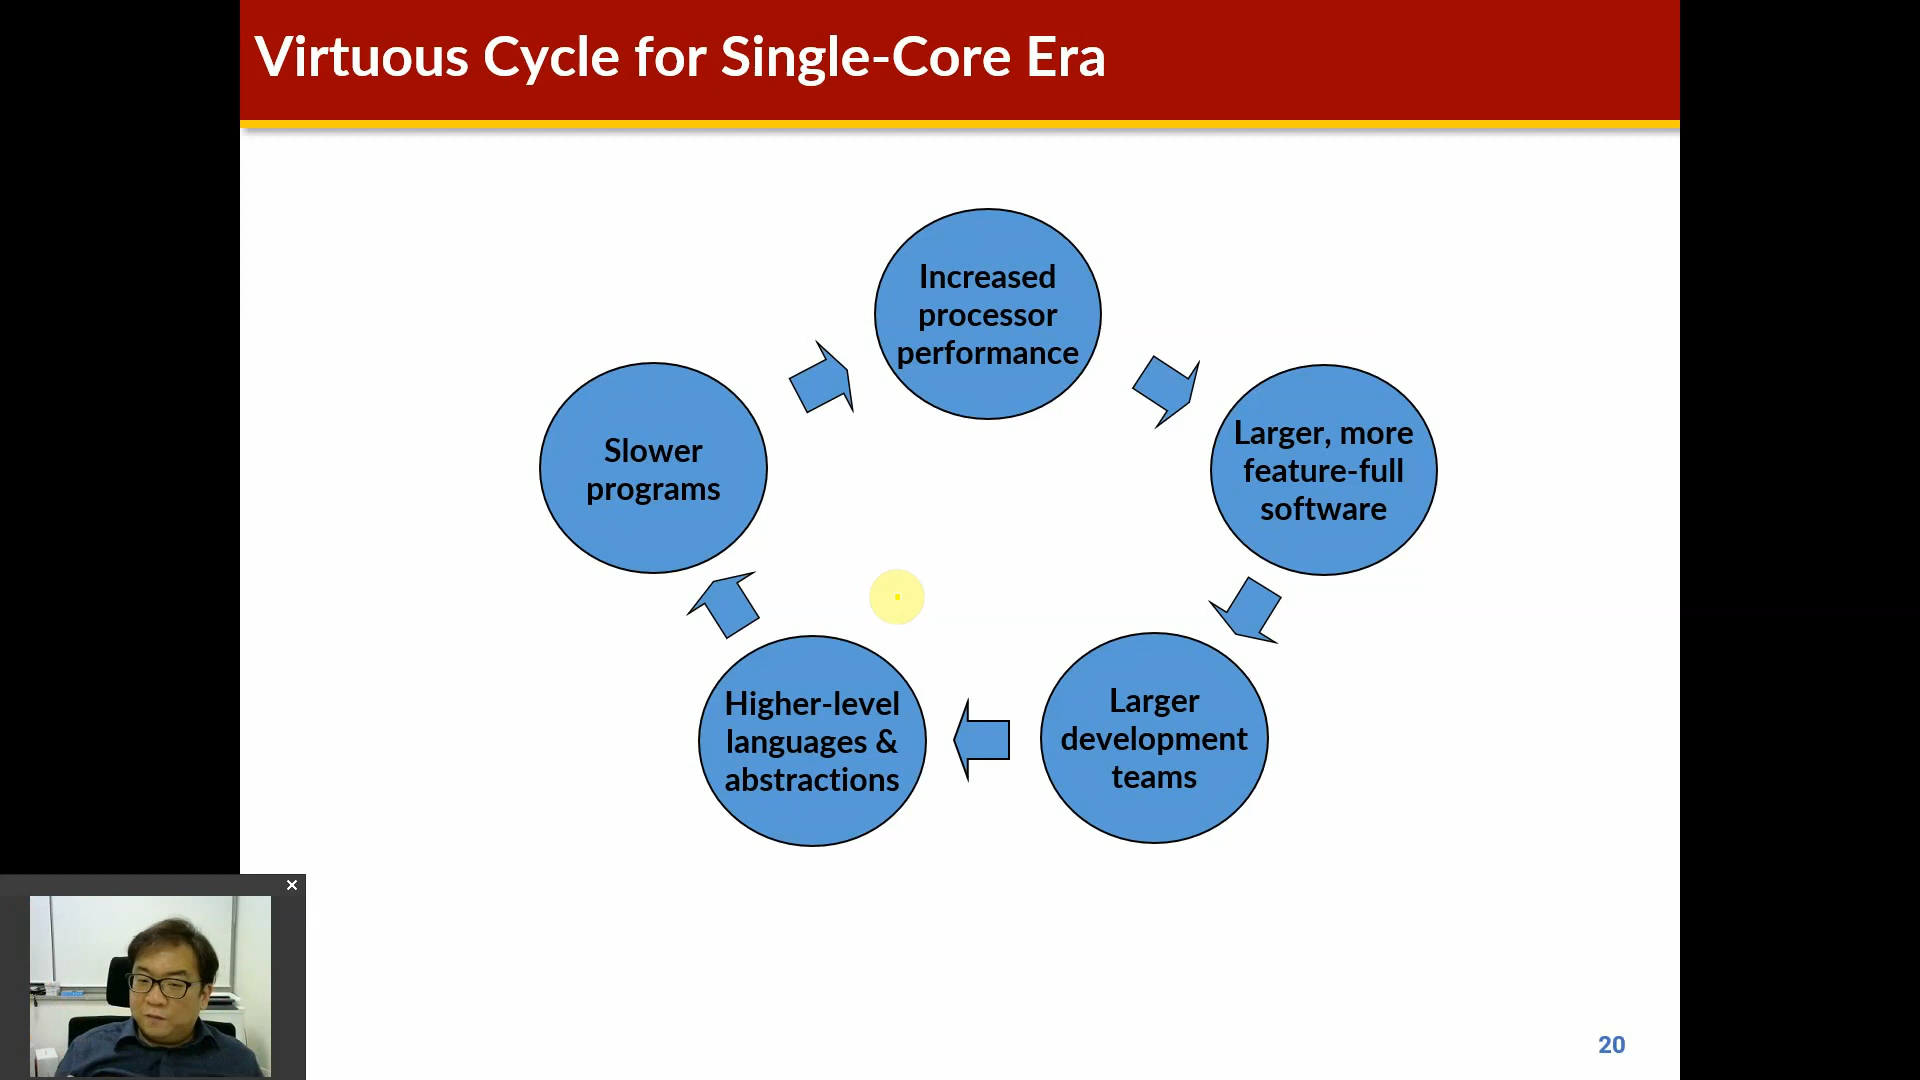 Virtuous Cycle for Single-Core Era
Increased
processor
performance
Larger, more
feature-full
software
Larger
development
teams
Higher-level
languages &
abstractions
Slower
programs
20